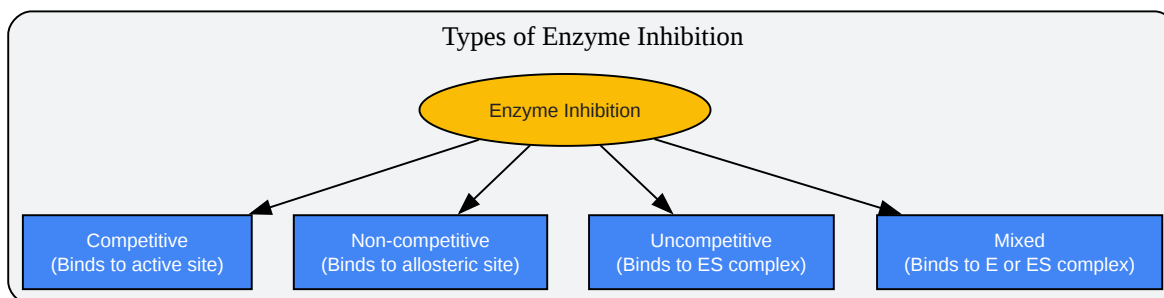 Types of Enzyme Inhibition
Enzyme Inhibition
Competitive
(Binds to active site)
Non-competitive
(Binds to allosteric site)
Uncompetitive
(Binds to ES complex)
Mixed
(Binds to E or ES complex)